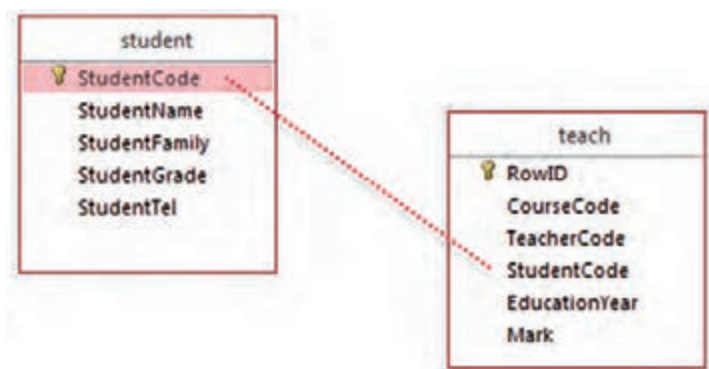 student
StudentCode
StudentName
StudentFamily
StudentGrade
StudentTel
teach
RowID
CourseCode
TeacherCode
StudentCode
EducationYear
Mark